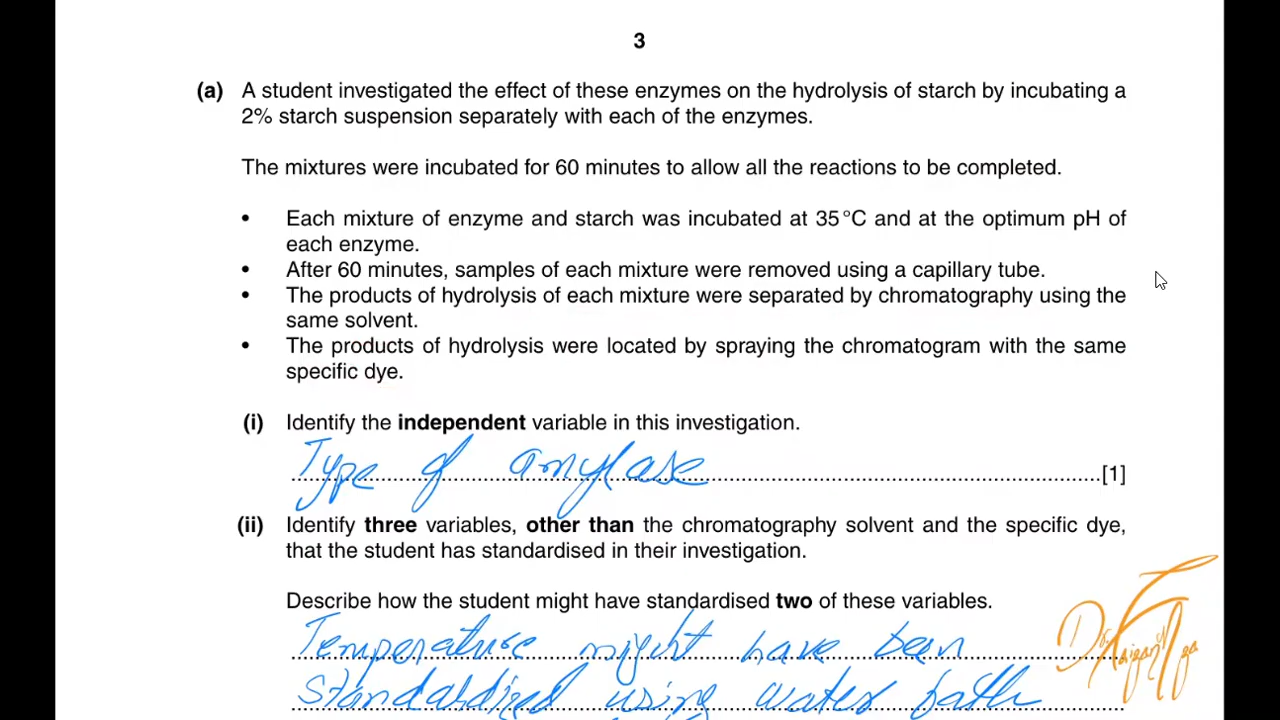 3
(a) A student investigated the effect of these enzymes on the hydrolysis of starch by incubating a
2% starch suspension separately with each of the enzymes.
The mixtures were incubated for 60 minutes to allow all the reactions to be completed.
• Each mixture of enzyme and starch was incubated at 35 °C and at the optimum pH of
each enzyme.
• After 60 minutes, samples of each mixture were removed using a capillary tube.
• The products of hydrolysis of each mixture were separated by chromatography using the
same solvent.
• The products of hydrolysis were located by spraying the chromatogram with the same
specific dye.
(i) Identify the independent variable in this investigation.
Type of amylase [1]
(ii) Identify three variables, other than the chromatography solvent and the specific dye,
that the student has standardised in their investigation.
Describe how the student might have standardised two of these variables.
Temperature might have been
standardized using water bath